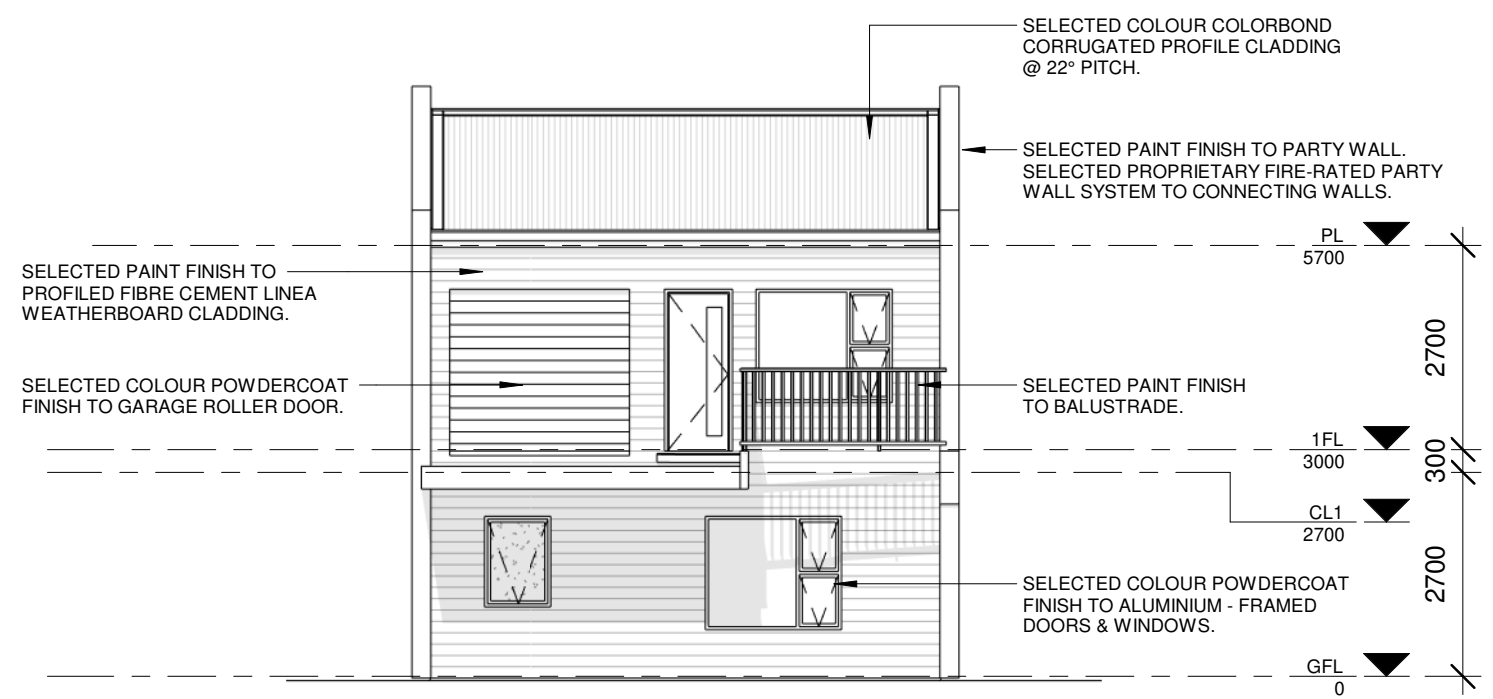 SELECTED COLOUR COLORBOND
CORRUGATED PROFILE CLADDING
@ 22° PITCH.
SELECTED PAINT FINISH TO PARTY WALL.
SELECTED PROPRIETARY FIRE-RATED PARTY
WALL SYSTEM TO CONNECTING WALLS.
PL
5700
SELECTED PAINT FINISH TO
PROFILED FIBRE CEMENT LINEA
WEATHERBOARD CLADDING.
2700
SELECTED COLOUR POWDERCOAT
FINISH TO GARAGE ROLLER DOOR.
SELECTED PAINT FINISH
TO BALUSTRADE.
1FL
3000
300
CL1
2700
2700
SELECTED COLOUR POWDERCOAT
FINISH TO ALUMINIUM - FRAMED
DOORS & WINDOWS.
GFL
0